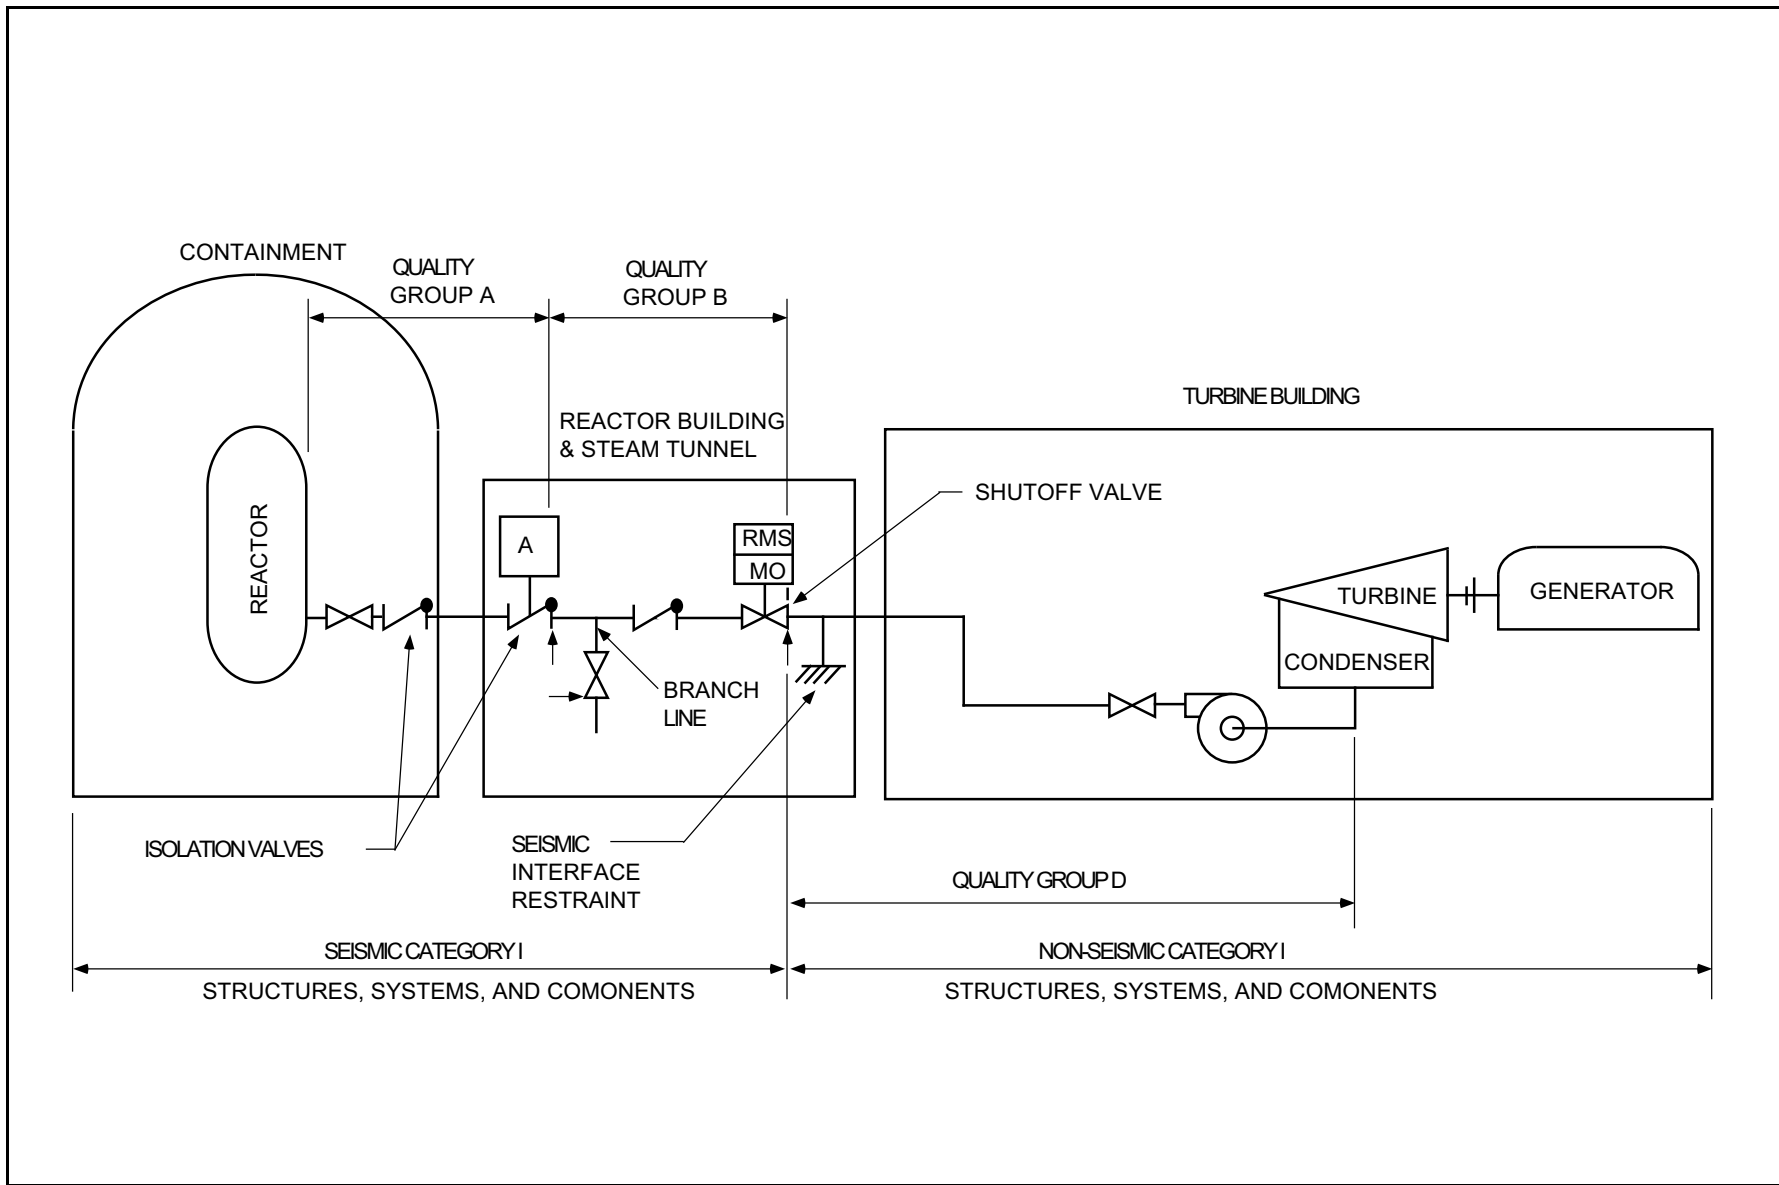 CONTAINMENT
QUALITY
GROUP A
QUALITY
GROUP B
TURBINE BUILDING
REACTOR BUILDING
& STEAM TUNNEL
SHUTOFF VALVE
REACTOR
A
RMS
MO
TURBINE
GENERATOR
CONDENSER
BRANCH
LINE
ISOLATION VALVES
SEISMIC
INTERFACE
RESTRAINT
QUALITY GROUP D
SEISMIC CATEGORY I
STRUCTURES, SYSTEMS, AND COMONENTS
NON-SEISMIC CATEGORY I
STRUCTURES, SYSTEMS, AND COMONENTS